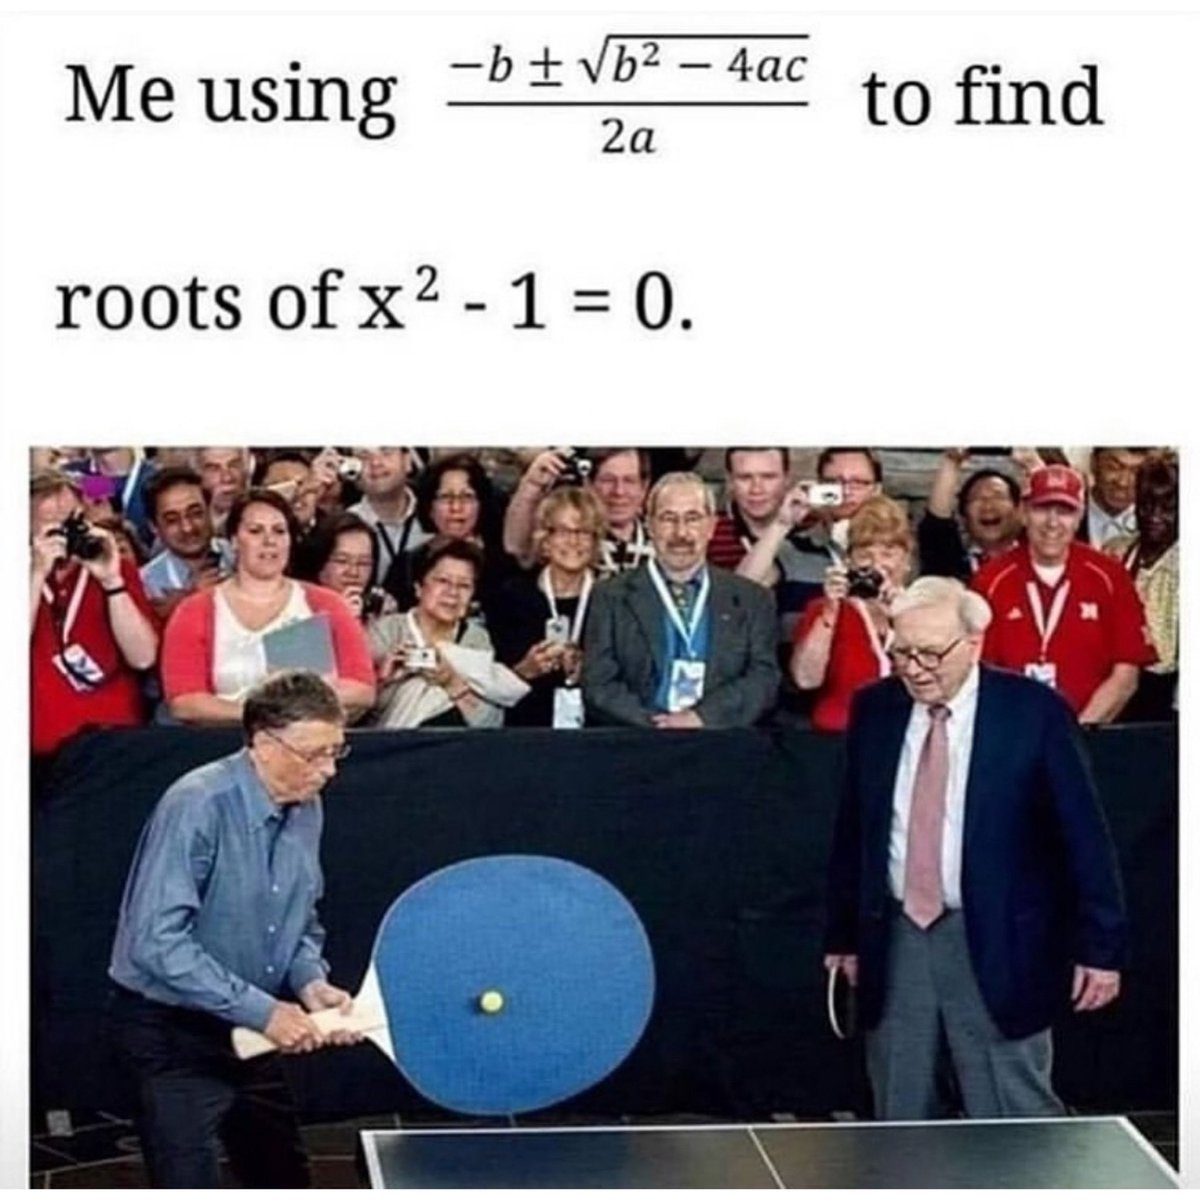 Me using −b ± √b² − 4ac / 2a to find
roots of x² - 1 = 0.